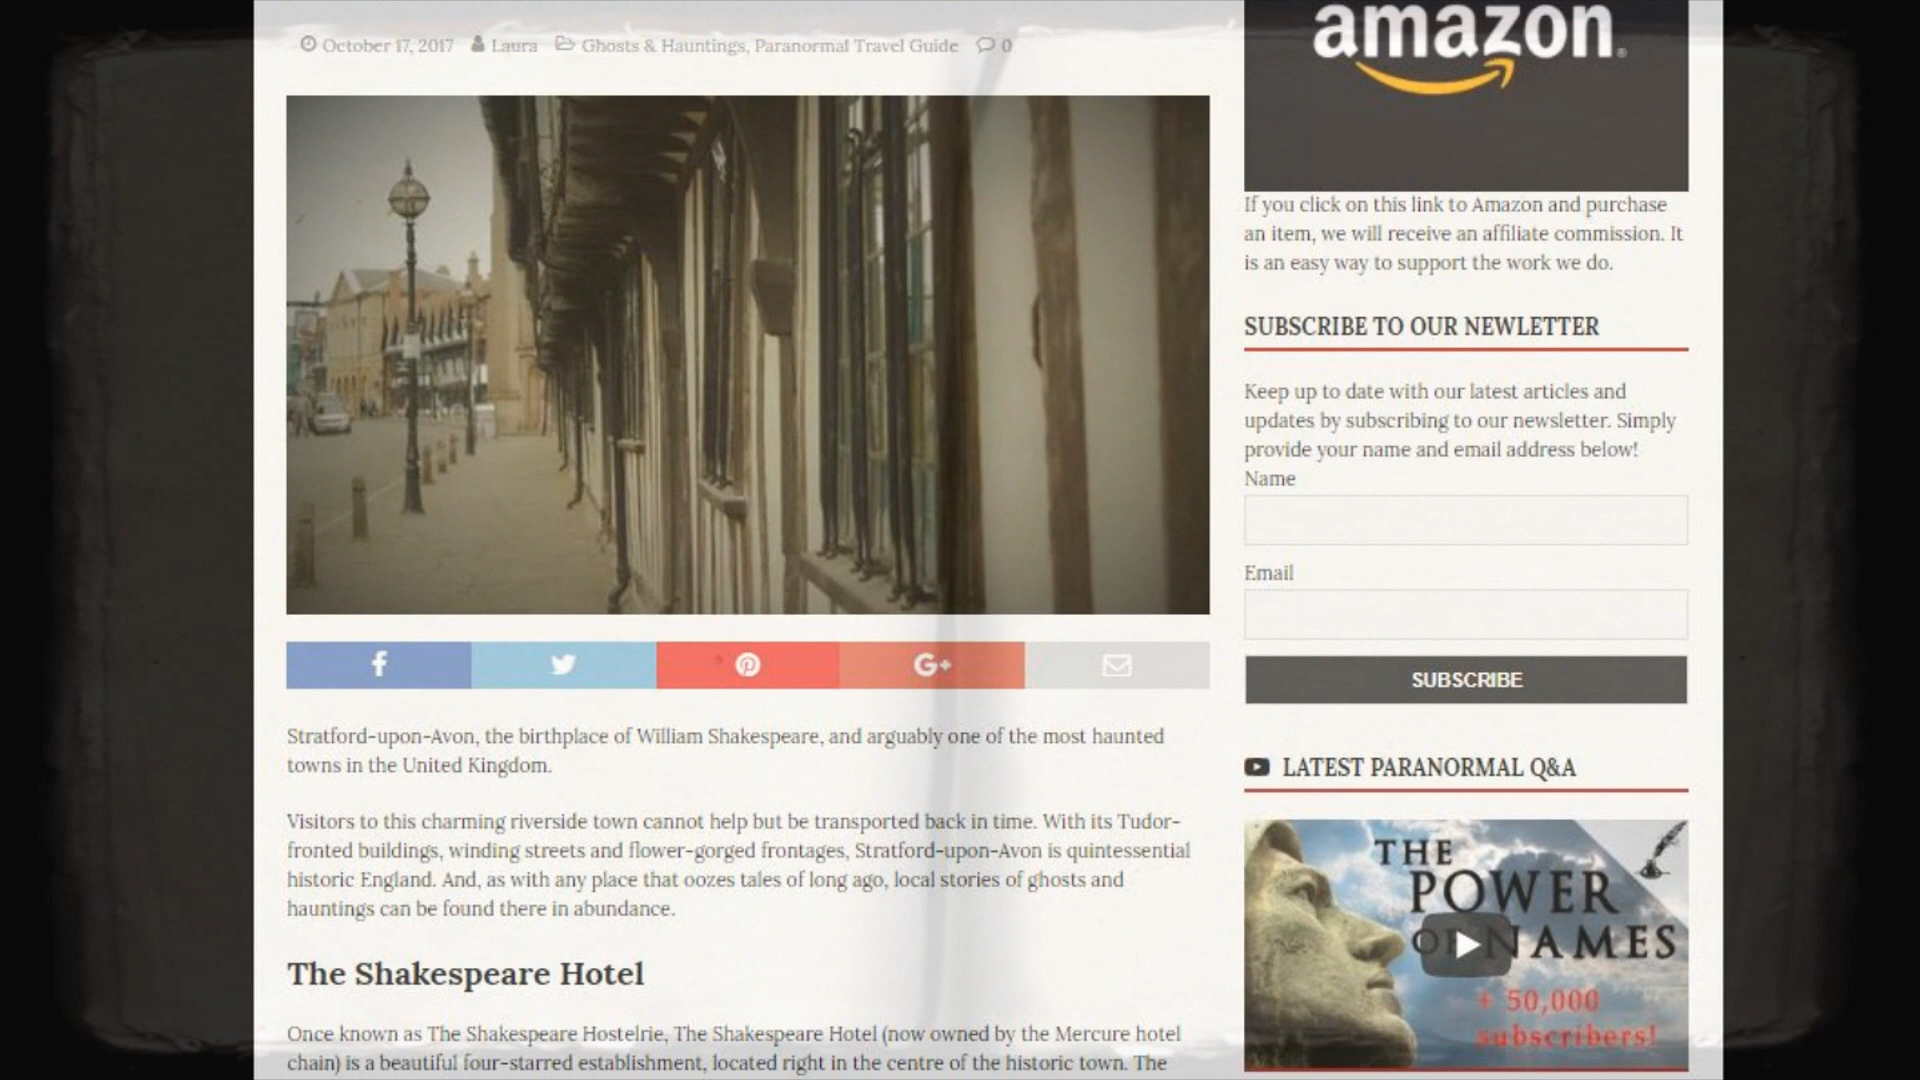 October 17, 2017 Laura Ghosts & Hauntings, Paranormal Travel Guide 0
Stratford-upon-Avon, the birthplace of William Shakespeare, and arguably one of the most haunted
towns in the United Kingdom.
Visitors to this charming riverside town cannot help but be transported back in time. With its Tudor-
fronted buildings, winding streets and flower-gorged frontages, Stratford-upon-Avon is quintessential
historic England. And, as with any place that oozes tales of long ago, local stories of ghosts and
hauntings can be found there in abundance.
The Shakespeare Hotel
Once known as The Shakespeare Hostelrie, The Shakespeare Hotel (now owned by the Mercure hotel
chain) is a beautiful four-starred establishment, located right in the centre of the historic town. The
amazon
If you click on this link to Amazon and purchase
an item, we will receive an affiliate commission. It
is an easy way to support the work we do.
SUBSCRIBE TO OUR NEWLETTER
Keep up to date with our latest articles and
updates by subscribing to our newsletter. Simply
provide your name and email address below!
Name
Email
SUBSCRIBE
LATEST PARANORMAL Q&A
THE
POWER
OF NAMES
+ 50,000
subscribers!